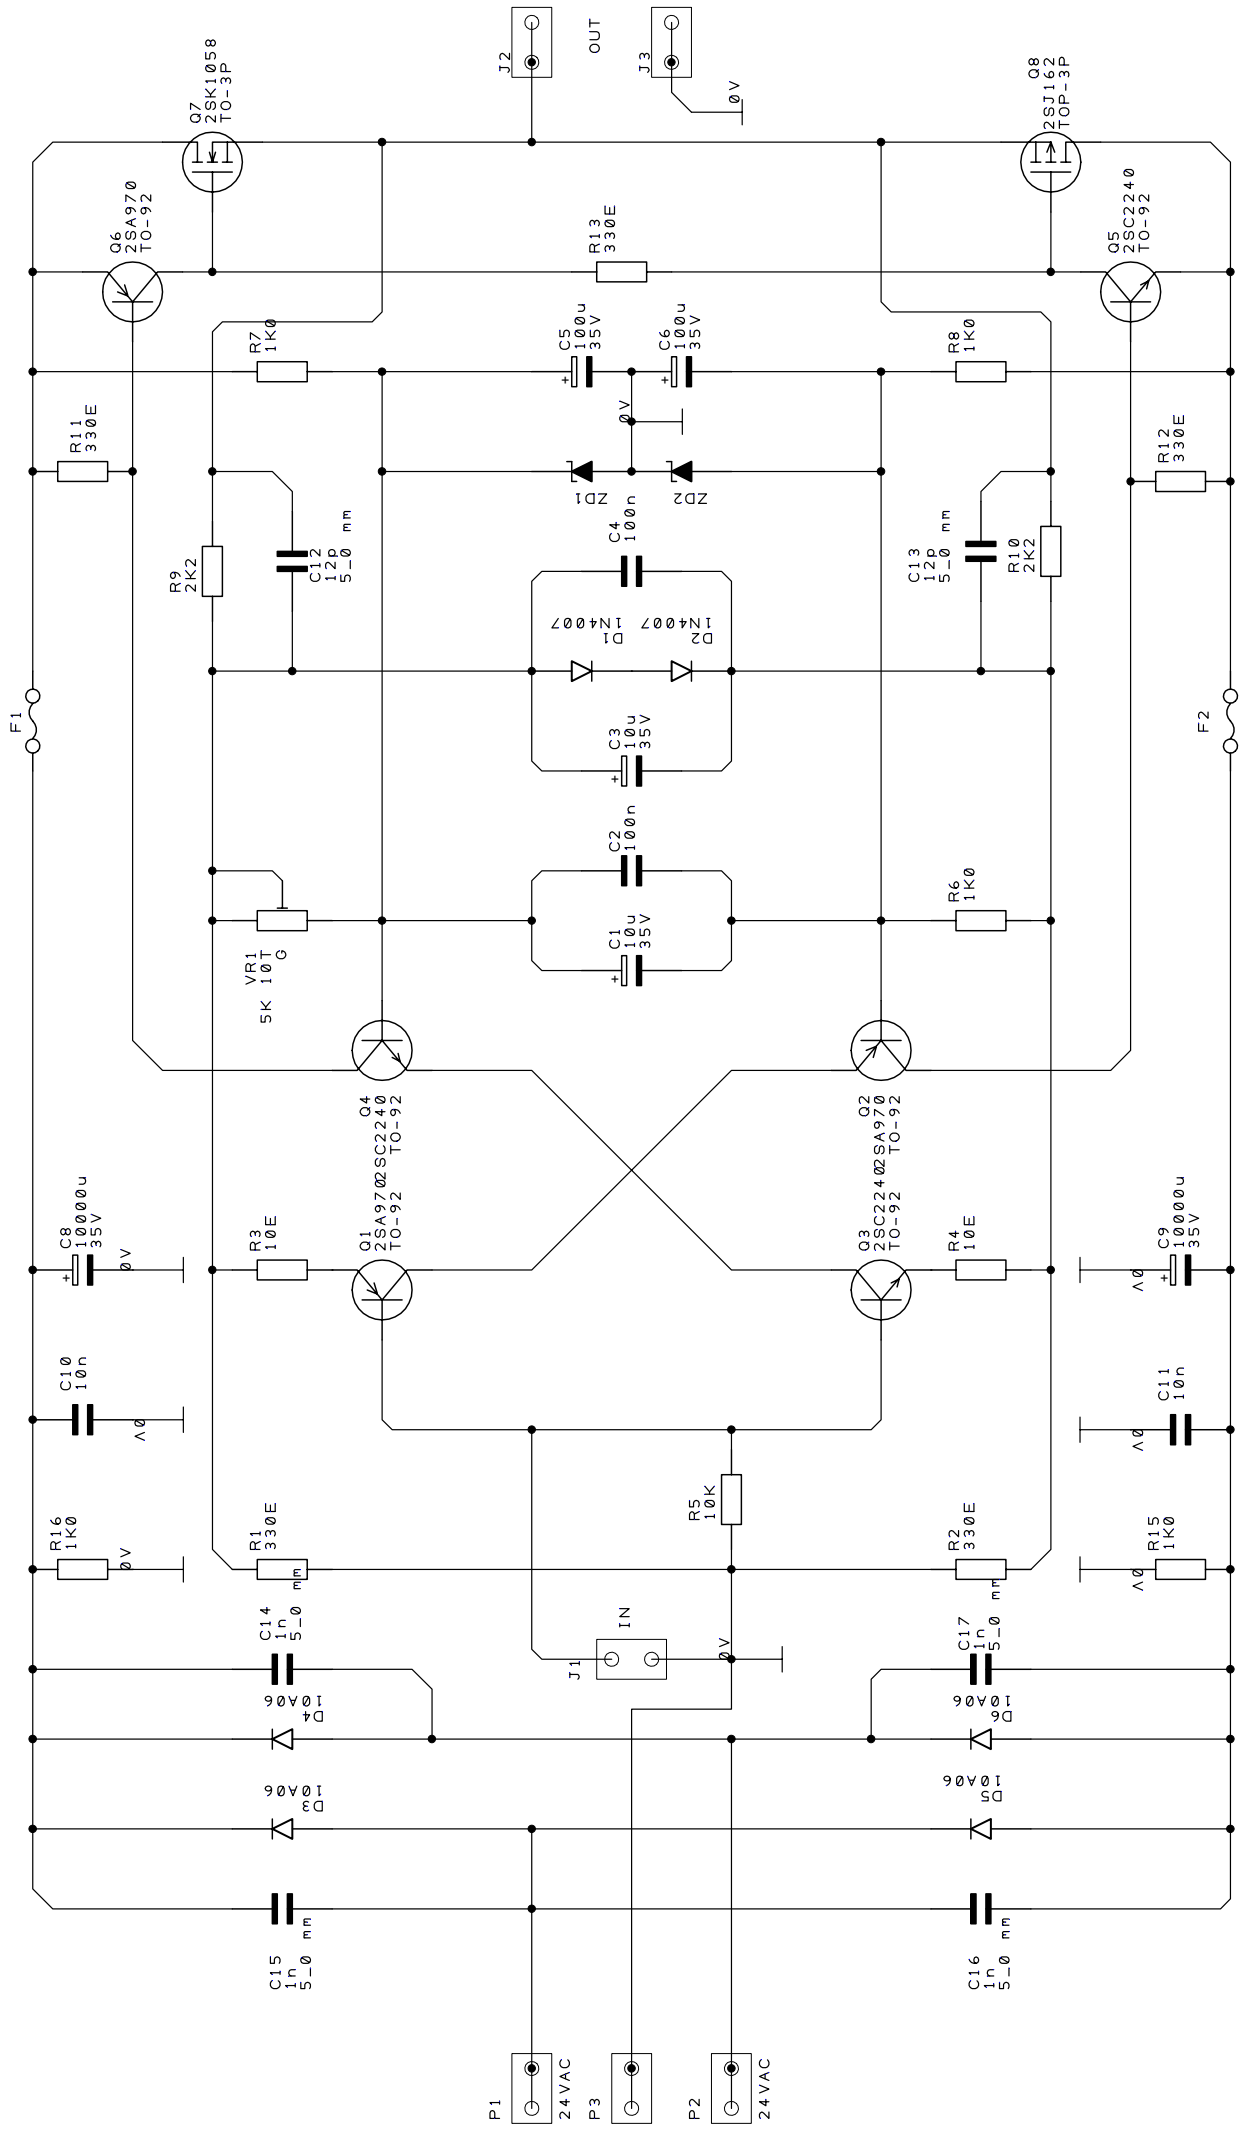 J2
OUT
J3
0V
Q7
2SK1058
TO-3P
Q8
2SJ162
TOP-3P
Q6
2SA970
TO-92
R13
330E
Q5
2SC2240
TO-92
R7
1K0
C5
100u
35V
+
C6
100u
35V
+
R8
1K0
0V
R11
330E
R12
330E
ZD1
ZD2
R9
2K2
C12
12p
5_0 mm
C4
100n
C13
12p
5_0 mm
R10
2K2
D1
1N4007
D2
1N4007
F1
F2
C3
10u
35V
+
C2
100n
C1
10u
35V
+
R6
1K0
VR1
5K 10T
G
Q4
2SC2240
TO-92
Q2
2SA970
TO-92
Q1
2SA970
TO-92
Q3
2SC2240
TO-92
C8
10000u
35V
+
0V
R3
10E
R4
10E
C9
10000u
35V
+
0V
C10
10n
0V
C11
10n
0V
R5
10K
R16
1K0
0V
R1
330E
R2
330E
R15
1K0
0V
C14
1n
5_0 mm
J1
IN
0V
C17
1n
5_0 mm
D4
10A06
D6
10A06
D3
10A06
D5
10A06
C15
1n
5_0 mm
C16
1n
5_0 mm
P1
24VAC
P3
P2
24VAC